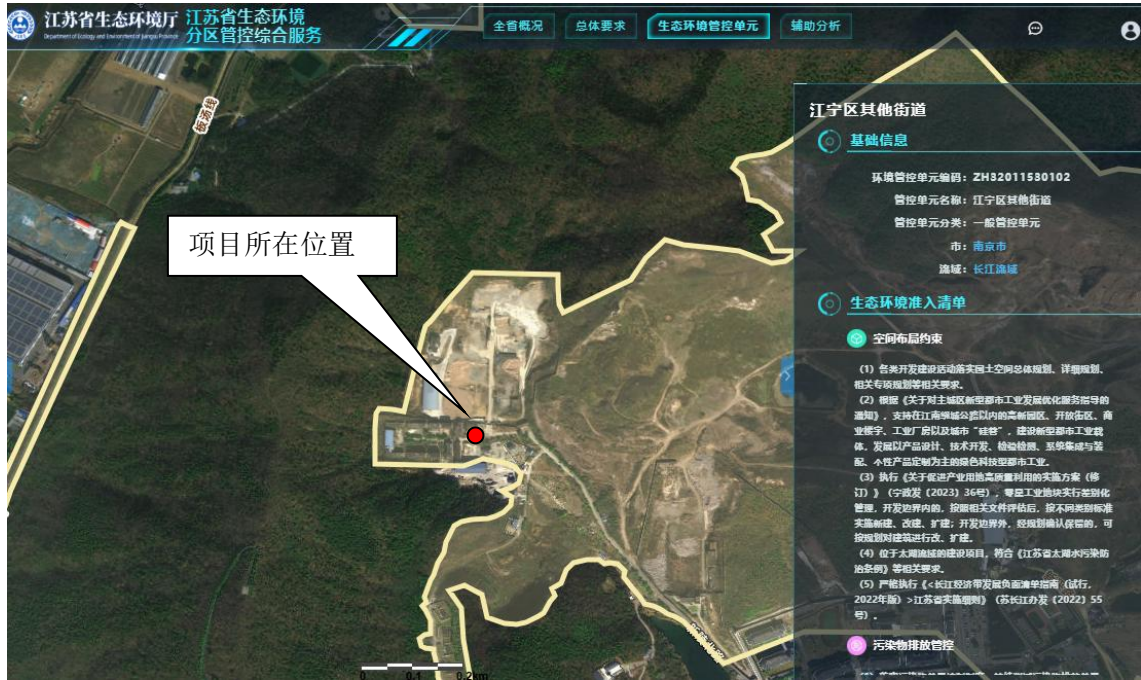 江苏省生态环境厅
Department of Ecology and Environment of Jiangsu Province
江苏省生态环境
分区管控综合服务
全省概况
总体要求
生态环境管控单元
辅助分析
板汤线
项目所在位置
江宁区其他街道
基础信息
环境管控单元编码：ZH32011530102
管控单元名称：江宁区其他街道
管控单元分类：一般管控单元
市：南京市
流域：长江流域
生态环境准入清单
空间布局约束
（1）各类开发建设活动落实国土空间总体规划、详细规划、
相关专项规划等相关要求。
（2）根据《关于对主城区新型都市工业发展优化服务指导的
通知》，支持在江南绕城公路以内的高新园区、开放街区、商
业楼宇、工业厂房以及城市“硅巷”，建设新型都市工业载
体，发展以产品设计、技术开发、检验检测、系统集成与装
配、个性产品定制为主的绿色科技型都市工业。
（3）执行《关于促进产业用地高质量利用的实施方案（修
订）》（宁政发〔2023〕36号），零星工业地块实行差别化
管理，开发边界内的，按照相关文件评估后，按不同类别标准
实施新建、改建、扩建；开发边界外，经规划确认保留的，可
按规划对建筑进行改、扩建。
（4）位于太湖流域的建设项目，符合《江苏省太湖水污染防
治条例》等相关要求。
（5）严格执行《<长江经济带发展负面清单指南（试行，
2022年版）>江苏省实施细则》（苏长江办发〔2022〕55
号）。
污染物排放管控
0 0.1 0.2km